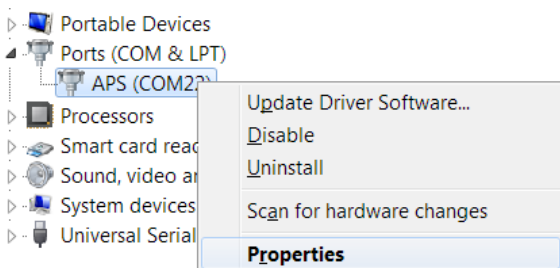 Portable Devices
Ports (COM & LPT)
APS (COM22)
Processors
Smart card
Sound, video
System devices
Universal Serial
Update Driver Software...
Disable
Uninstall
Scan for hardware changes
Properties